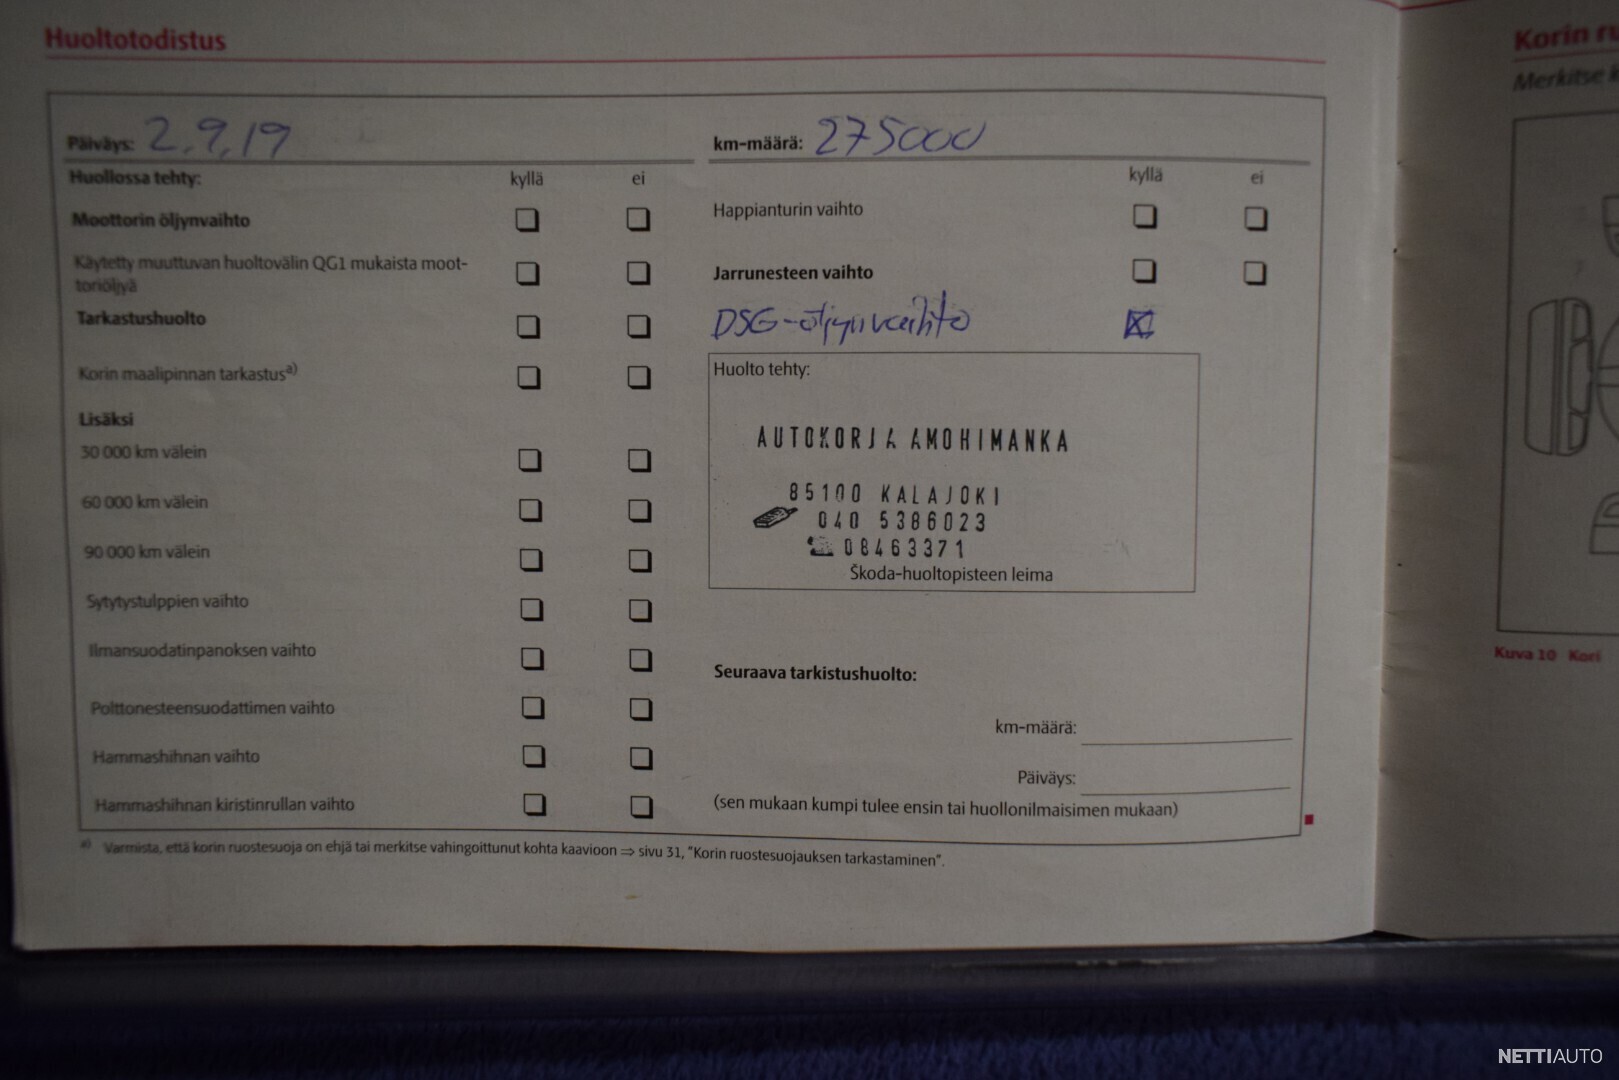 Huoltotodistus
Päiväys: 2.9.19
Huollossa tehty: kyllä ei
Moottorin öljynvaihto
Käytetty muuttuvan huoltovälin QG1 mukaista moot-
toriöljyä
Tarkastushuolto
Korin maalipinnan tarkastus a)
Lisäksi
30 000 km välein
60 000 km välein
90 000 km välein
Sytytystulppien vaihto
Ilmansuodatinpanoksen vaihto
Polttonesteensuodattimen vaihto
Hammashihnan vaihto
Hammashihnan kiristinrullan vaihto
km-määrä: 275000
kyllä ei
Happianturin vaihto
Jarrunesteen vaihto
DSG-öljynvaihto
Huolto tehty:
AUTOKORJAAMO HIMANKA
85100 KALAJOKI
040 5386023
08463371
Škoda-huoltopisteen leima
Seuraava tarkistushuolto:
km-määrä:
Päiväys:
(sen mukaan kumpi tulee ensin tai huollonilmaisimen mukaan)
a) Varmista, että korin ruostesuoja on ehjä tai merkitse vahingoittunut kohta kaavioon ⇒ sivu 31, "Korin ruostesuojauksen tarkastaminen".
Korin
Merkitse
Kuva 10 Kori
NETTIAUTO